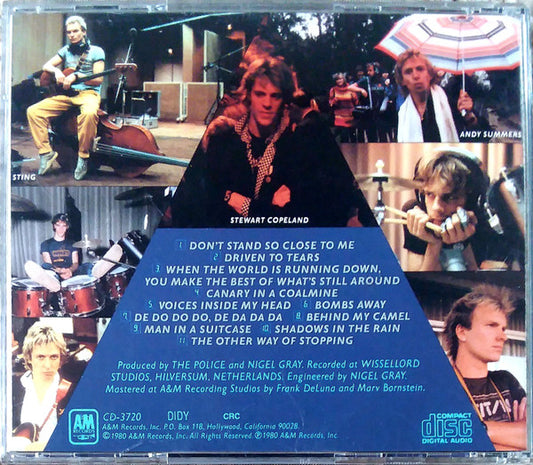 STING
ANDY SUMMERS
STEWART COPELAND
1 DON'T STAND SO CLOSE TO ME
2 DRIVEN TO TEARS
3 WHEN THE WORLD IS RUNNING DOWN,
YOU MAKE THE BEST OF WHAT'S STILL AROUND
4 CANARY IN A COALMINE
5 VOICES INSIDE MY HEAD 6 BOMBS AWAY
7 DE DO DO DO, DE DA DA DA 8 BEHIND MY CAMEL
9 MAN IN A SUITCASE 10 SHADOWS IN THE RAIN
11 THE OTHER WAY OF STOPPING
Produced by THE POLICE and NIGEL GRAY. Recorded at WISSELLORD
STUDIOS, HILVERSUM, NETHERLANDS. Engineered by NIGEL GRAY.
Mastered at A&M Recording Studios by Frank DeLuna and Marv Bornstein.
CD-3720 DIDY CRC
A&M Records, Inc. P.O. Box 118, Hollywood, California 90028.
© 1980 A&M Records, Inc. All Rights Reserved ℗ 1980 A&M Records, Inc.
A&M
RECORDS
COMPACT
disc
DIGITAL AUDIO